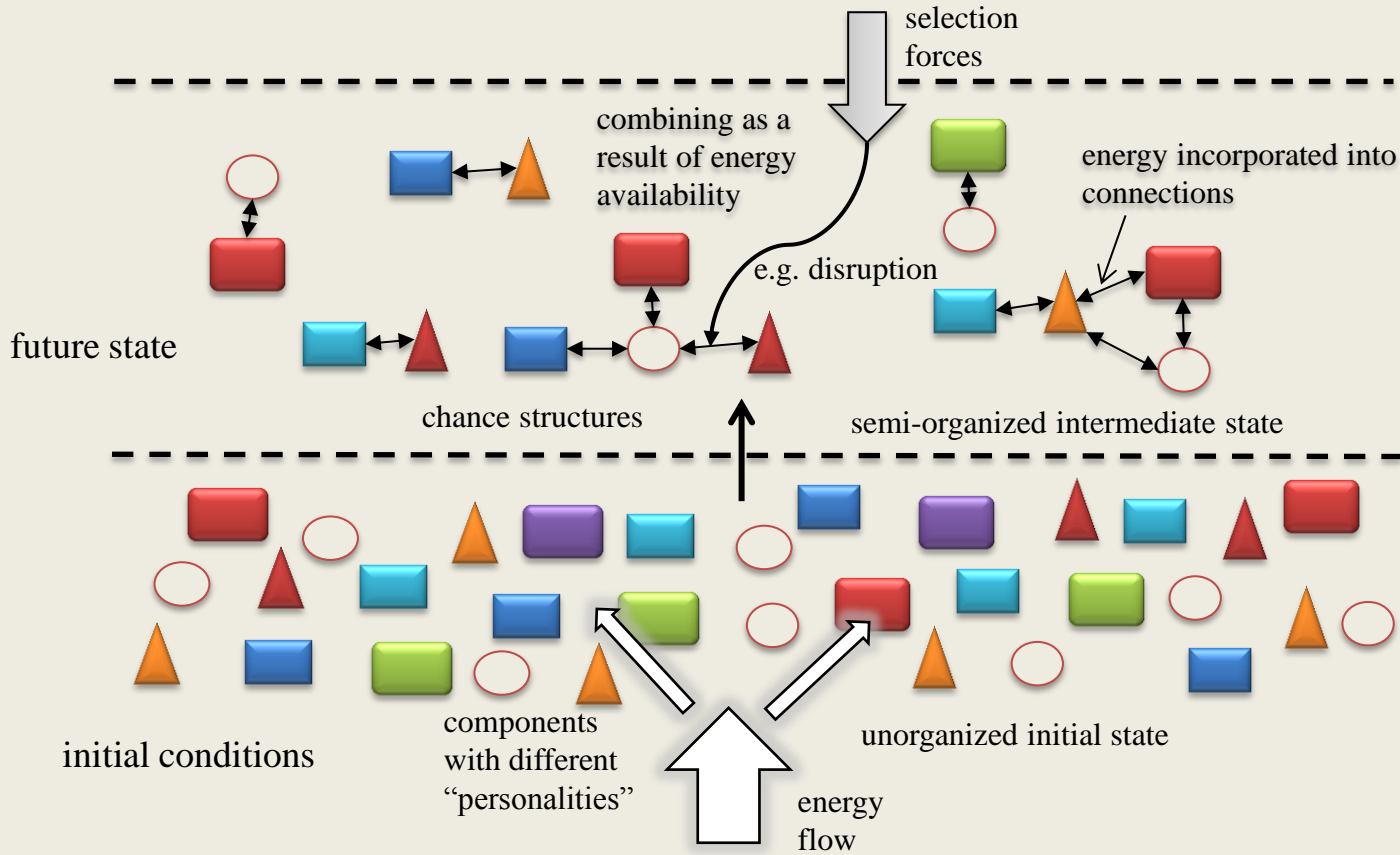 selection
forces
combining as a
result of energy
availability
energy incorporated into
connections
e.g. disruption
future state
chance structures
semi-organized intermediate state
components
with different
“personalities”
unorganized initial state
initial conditions
energy
flow